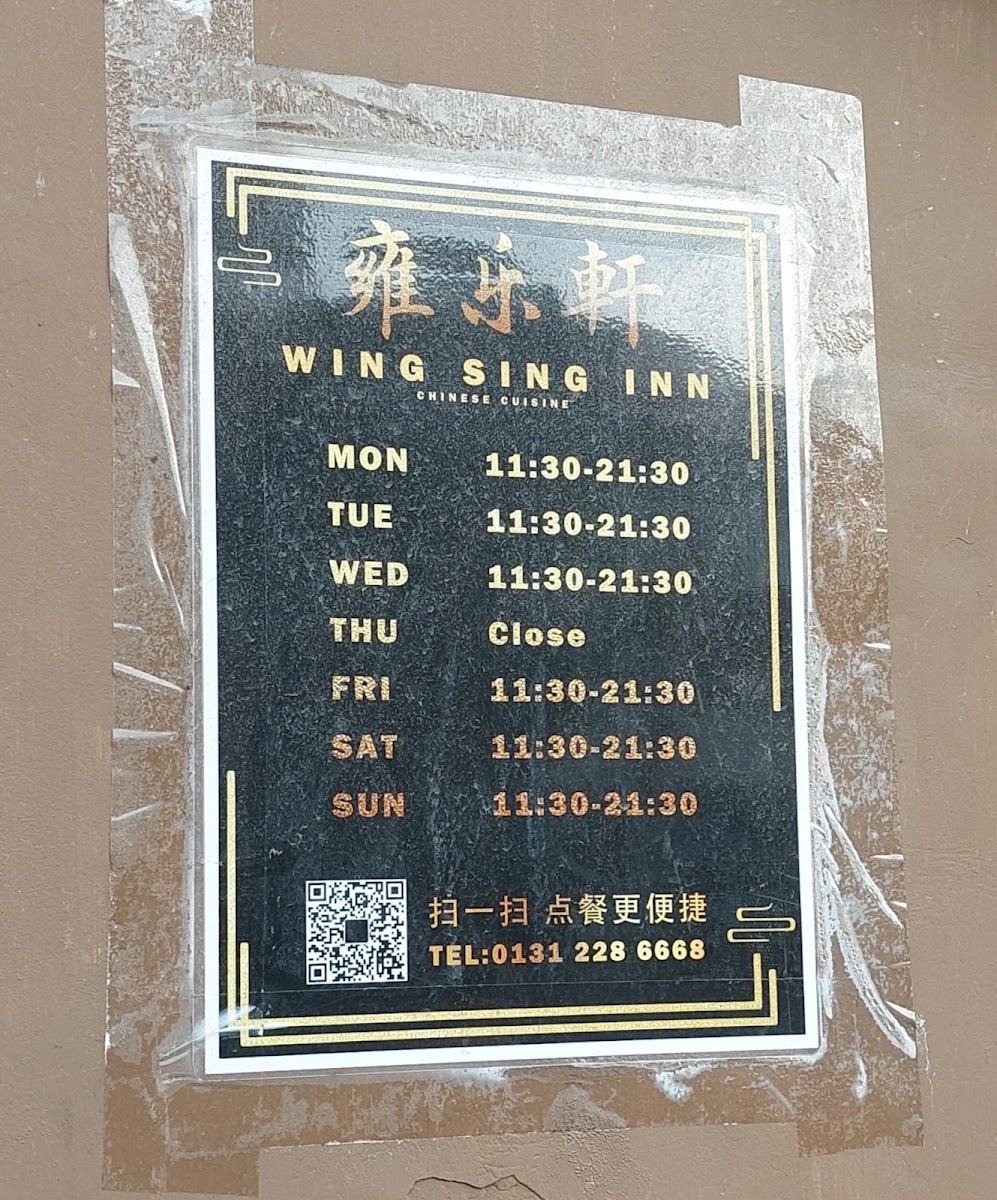 雍乐軒
WING SING INN
CHINESE CUISINE
MON 11:30-21:30
TUE 11:30-21:30
WED 11:30-21:30
THU Close
FRI 11:30-21:30
SAT 11:30-21:30
SUN 11:30-21:30
扫一扫 点餐更便捷
TEL:0131 228 6668